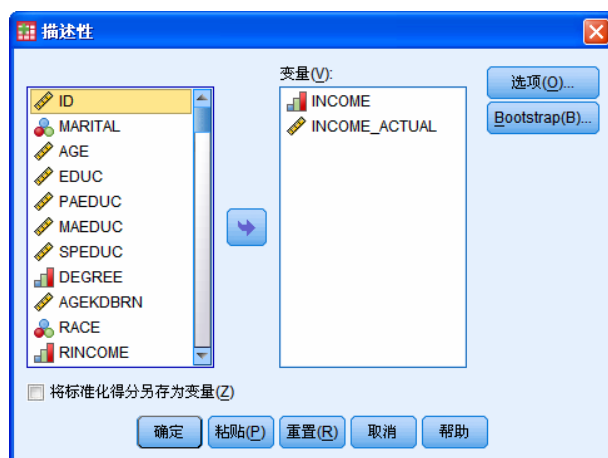 描述性
变量(V):
ID
MARITAL
AGE
EDUC
PAEDUC
MAEDUC
SPEDUC
DEGREE
AGEKDBRN
RACE
RINCOME
INCOME
INCOME_ACTUAL
选项(O)...
Bootstrap(B)...
将标准化得分另存为变量(Z)
确定 粘贴(P) 重置(R) 取消 帮助